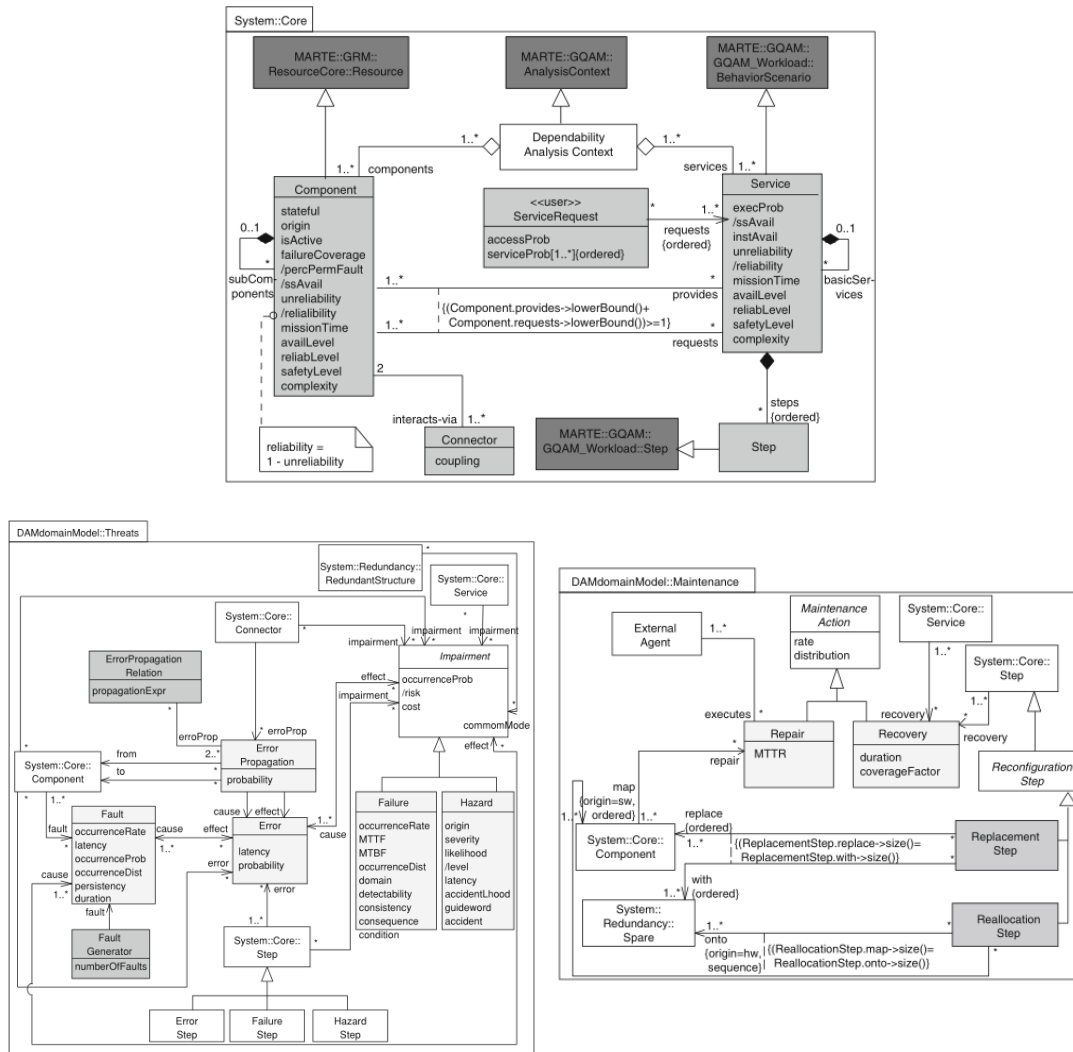 System::Core
MARTE::GRM::
ResourceCore::Resource
MARTE::GQAM::
AnalysisContext
MARTE::GQAM::
GQAM_Workload::
BehaviorScenario
1..*
Dependability
Analysis Context
1..*
1..*
components
services
1..*
Component
stateful
origin
isActive
failureCoverage
/percPermFault
/ssAvail
unreliability
/relialibility
missionTime
availLevel
reliabLevel
safetyLevel
complexity
0..1
*
subCom-
ponents
<<user>>
ServiceRequest
accessProb
serviceProb[1..*]{ordered}
*
1..*
requests
{ordered}
Service
execProb
/ssAvail
instAvail
unreliability
/reliability
missionTime
availLevel
reliabLevel
safetyLevel
complexity
0..1
*
basicSer-
vices
1..*
*
provides
{(Component.provides->lowerBound()+
Component.requests->lowerBound())>=1}
1..*
*
requests
2
interacts-via
1..*
Connector
coupling
reliability =
1 - unreliability
*
steps
{ordered}
MARTE::GQAM::
GQAM_Workload::Step
Step
DAMdomainModel::Threats
System::Redundancy::
RedundantStructure
*
System::Core::
Service
*
System::Core::
Connector
*
*
impairment
*
impairment
*
*
impairment
Impairment
occurrenceProb
/risk
cost
effect
*
impairment
*
*
commomMode
effect
*
ErrorPropagation
Relation
propagationExpr
*
erroProp
2..*
*
erroProp
Error
Propagation
probability
from
*
to
*
*
System::Core::
Component
1..*
*
fault
*
Fault
occurrenceRate
latency
occurrenceProb
occurrenceDist
persistency
duration
cause
1..*
effect
*
cause
effect
Error
latency
probability
1..*
cause
error
*
*
error
cause
1..*
fault
Fault
Generator
numberOfFaults
1..*
System::Core::
Step
*
Failure
occurrenceRate
MTTF
MTBF
occurrenceDist
domain
detectability
consistency
consequence
condition
Hazard
origin
severity
likelihood
/level
latency
accidentLhood
guideword
accident
Error
Step
Failure
Step
Hazard
Step
DAMdomainModel::Maintenance
External
Agent
1..*
Maintenance
Action
rate
distribution
System::Core::
Service
1..*
System::Core::
Step
1..*
executes
*
Repair
MTTR
*
repair
recovery
*
Recovery
duration
coverageFactor
*
recovery
Reconfiguration
Step
map
{origin=sw,
ordered}
1..*
1..*
System::Core::
Component
replace
{ordered}
1..*
*
{(ReplacementStep.replace->size()=
ReplacementStep.with->size()}
*
Replacement
Step
with
{ordered}
1..*
System::
Redundancy::
Spare
1..*
onto
{origin=hw,
sequence}
*
{(ReallocationStep.map->size()=
ReallocationStep.onto->size()}
*
Reallocation
Step